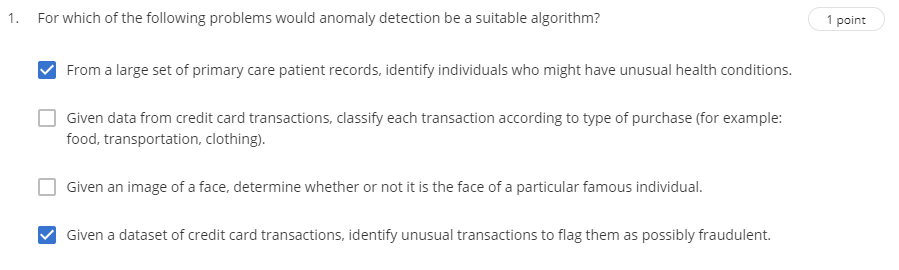 1. For which of the following problems would anomaly detection be a suitable algorithm?
1 point
From a large set of primary care patient records, identify individuals who might have unusual health conditions.
Given data from credit card transactions, classify each transaction according to type of purchase (for example:
food, transportation, clothing).
Given an image of a face, determine whether or not it is the face of a particular famous individual.
Given a dataset of credit card transactions, identify unusual transactions to flag them as possibly fraudulent.